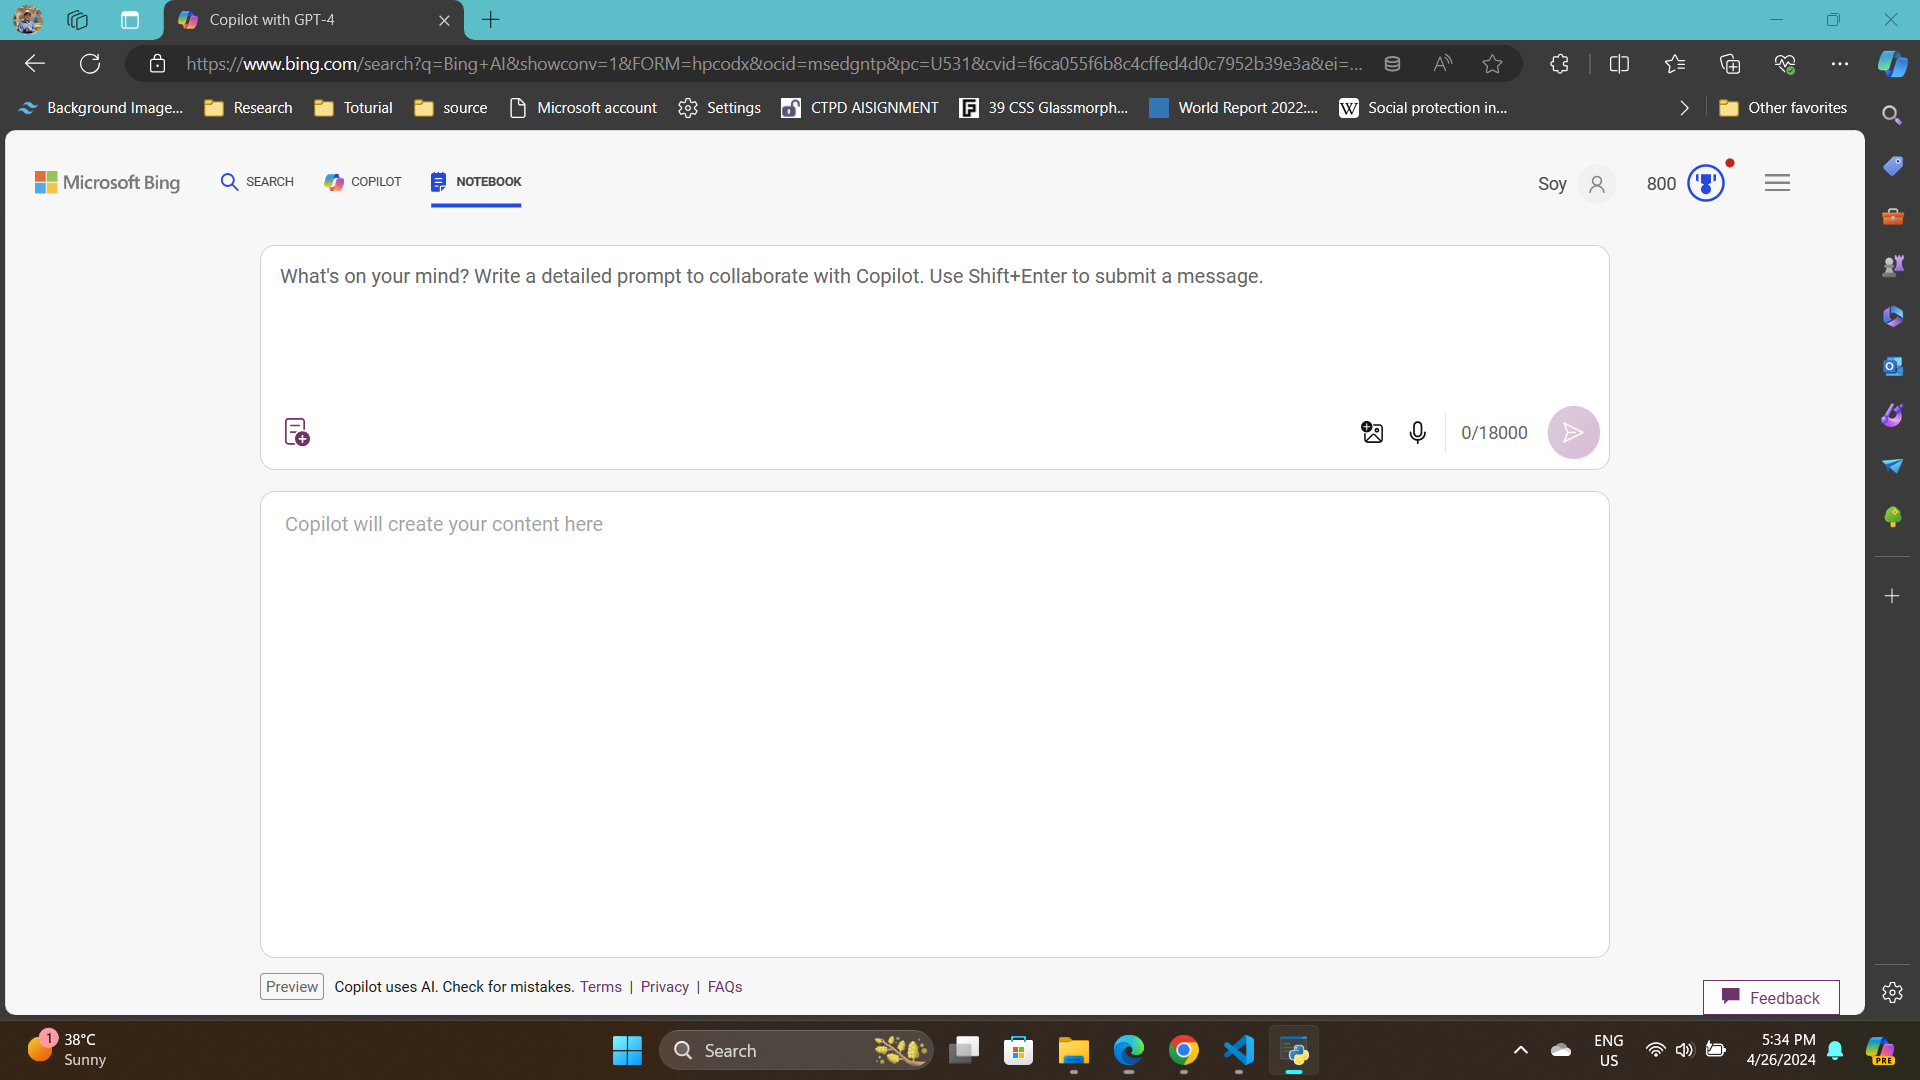 Copilot with GPT-4
https://www.bing.com/search?q=Bing+AI&showconv=1&FORM=hpcodx&ocid=msedgntp&pc=U531&cvid=f6ca055f6b8c4cffed4d0c7952b39e3a&ei=...
Background Image...
Research
Toturial
source
Microsoft account
Settings
CTPD AISIGNMENT
39 CSS Glassmorph...
World Report 2022:...
Social protection in...
Other favorites
Microsoft Bing
SEARCH
COPILOT
NOTEBOOK
Soy
800
What's on your mind? Write a detailed prompt to collaborate with Copilot. Use Shift+Enter to submit a message.
0/18000
Copilot will create your content here
Preview
Copilot uses AI. Check for mistakes. Terms | Privacy | FAQs
Feedback
1
38°C
Sunny
Search
ENG
US
5:34 PM
4/26/2024
PRE